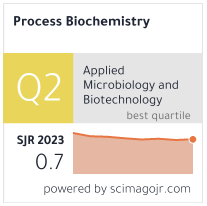 Process Biochemistry
Q2
Applied
Microbiology and
Biotechnology
best quartile
SJR 2023
0.7
powered by scimagojr.com